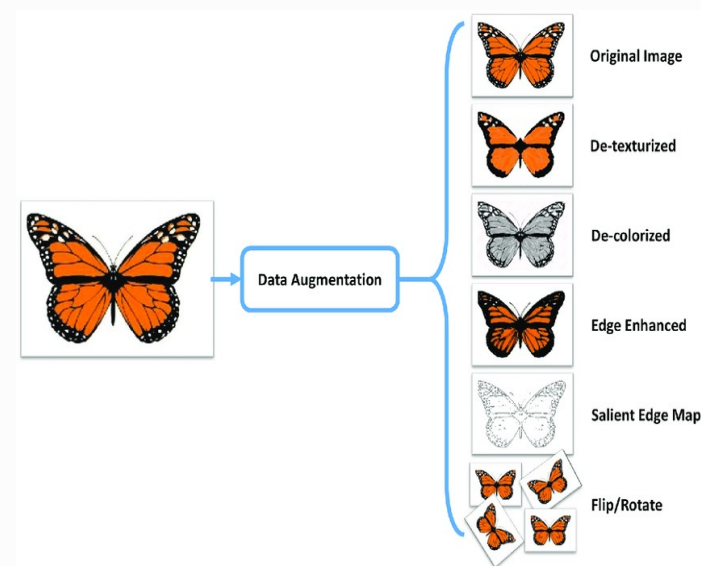 Original Image
De-texturized
De-colorized
Data Augmentation
Edge Enhanced
Salient Edge Map
Flip/Rotate